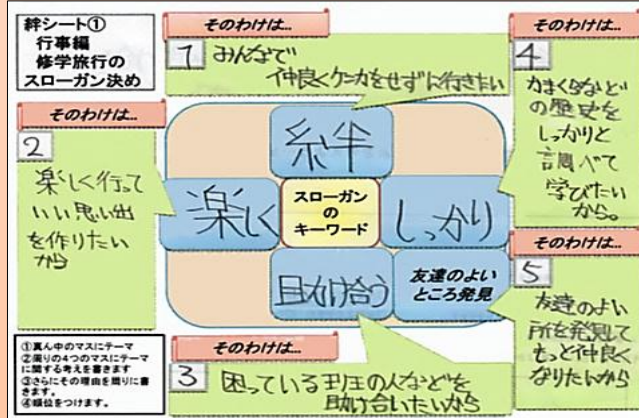 絆シート①
行事編
修学旅行の
スローガン決め
そのわけは…
1
みんなで
仲良くケンカをせずに行きたい
そのわけは…
4
かまくらなど
の歴史を
しっかりと
調べて
学びたい
から。
そのわけは…
2
楽しく行って
いい思い出
を作りたい
から
絆
楽しく
スローガン
の
キーワード
しっかり
助け合う
友達のよい
ところ発見
そのわけは…
5
友達のよい
所を発見して
もっと仲良く
なりたいから
そのわけは…
3
困っている班の人などを
助け合いたいから
①真ん中のマスにテーマ
②周りの4つのマスにテーマ
に関する考えを書きます
③さらにその理由を周りに書
きます。
④順位をつけます。